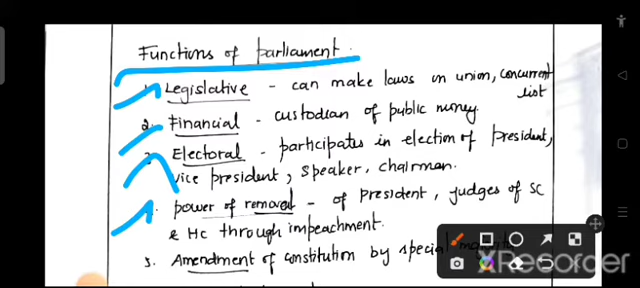 Functions of parliament.
1. Legislative - can make laws on union, concurrent
list
2. Financial - custodian of public money.
3. Electoral - participates in election of president,
vice president, speaker, chairman.
power of removal - of president, judges of SC
& HC through impeachment.
5. Amendment of constitution by special
XRecorder